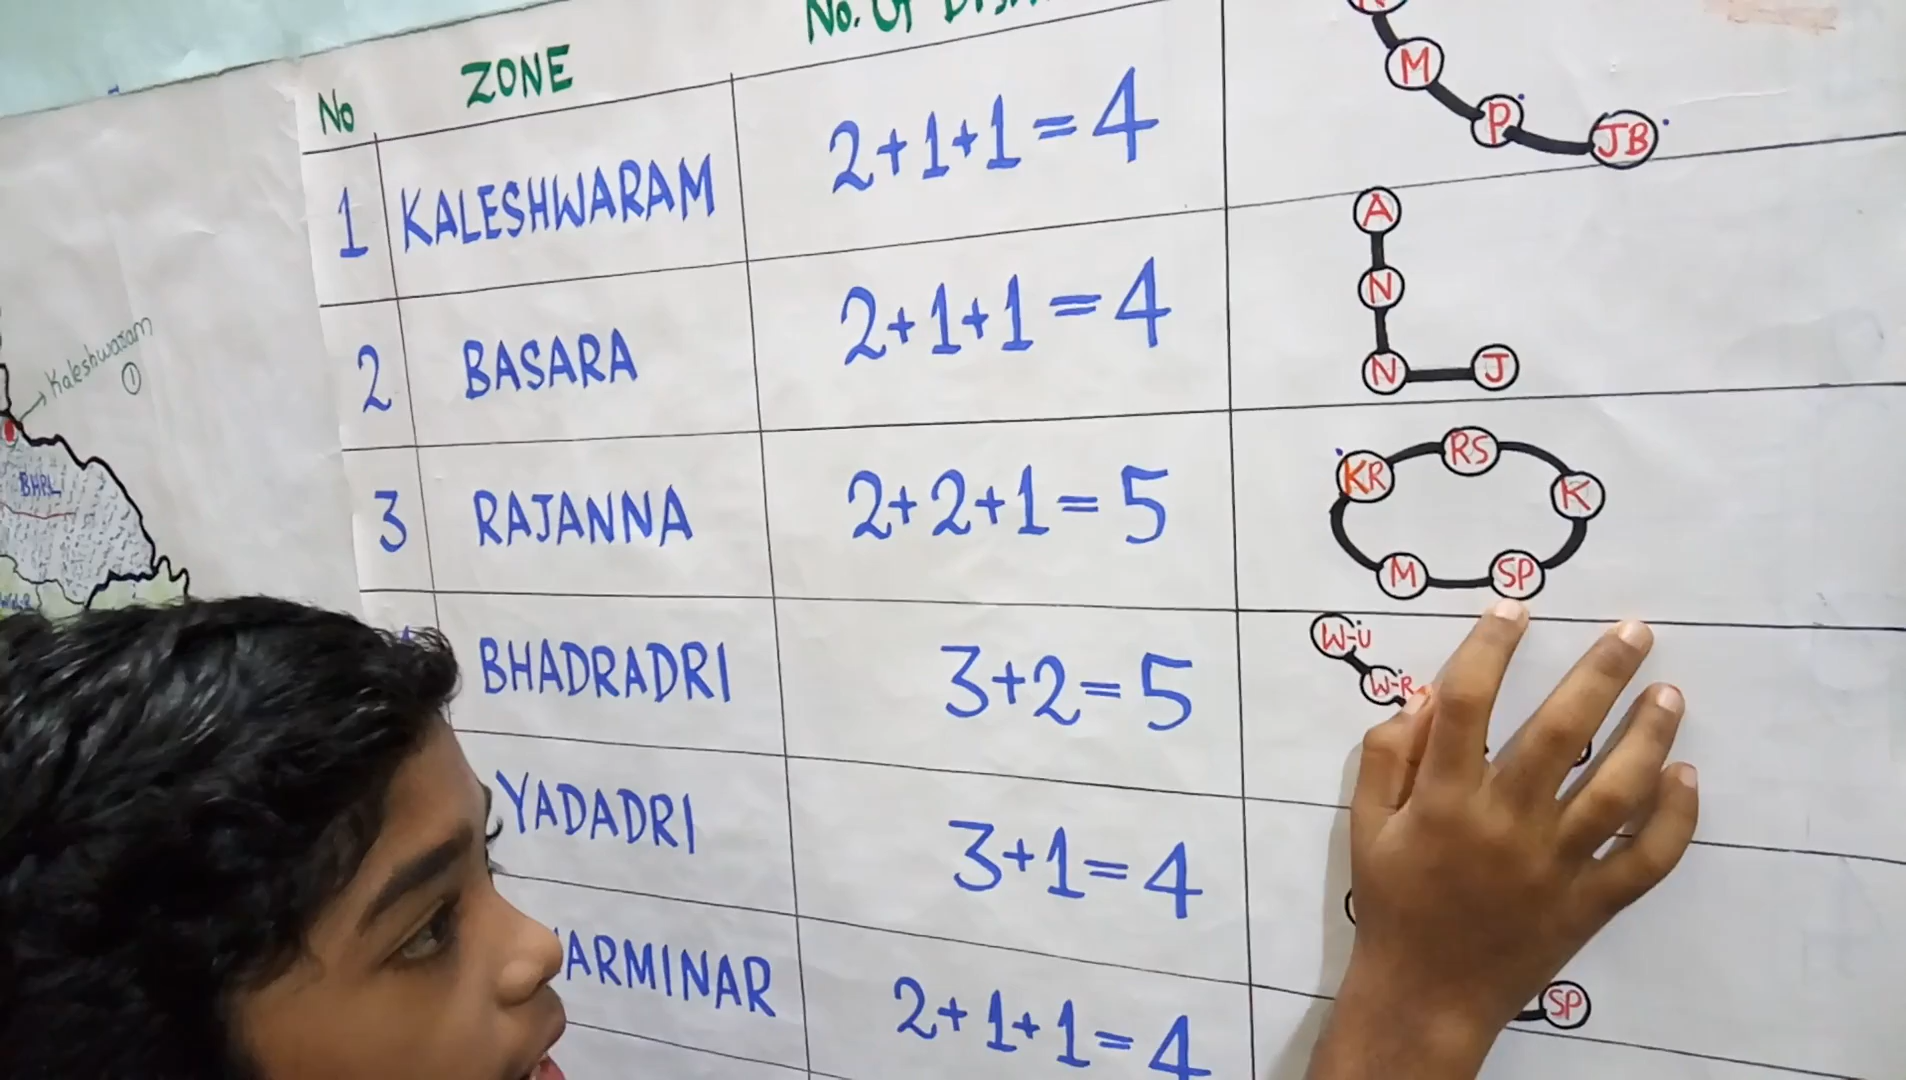 No ZONE No. Of
M
P
JB
1 KALESHWARAM 2+1+1=4
A
N
N J
2 BASARA 2+1+1=4
KR RS K
M SP
3 RAJANNA 2+2+1=5
W-U
W-R
BHADRADRI 3+2=5
YADADRI 3+1=4
ARMINAR 2+1+1=4
SP
Kaleshwaram
1
BHPL